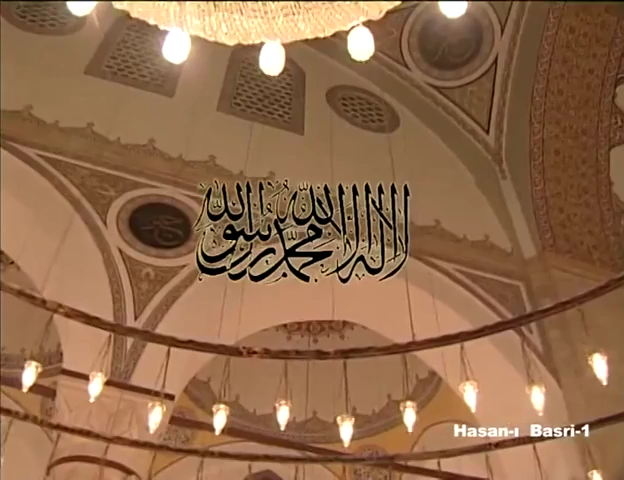 لا إله إلا الله محمد رسول الله
Hasan-ı Basri-1